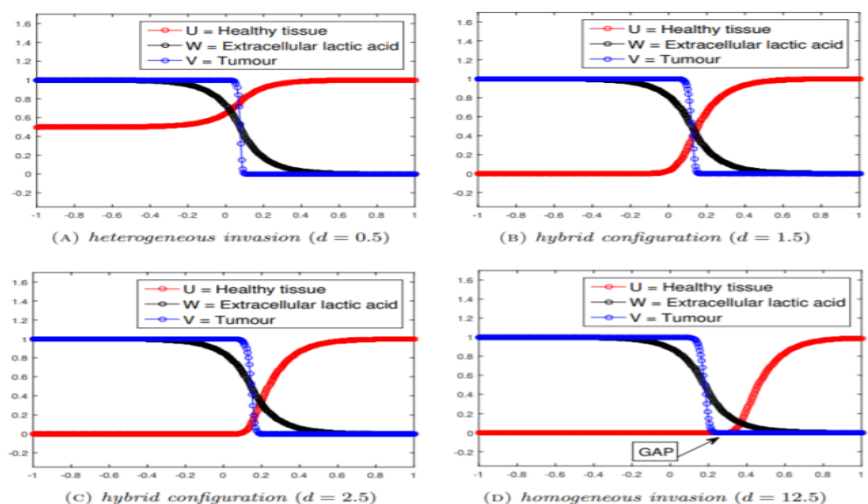 1.6
1.4
1.2
1
0.8
0.6
0.4
0.2
0
-0.2
U = Healthy tissue
W = Extracellular lactic acid
V = Tumour
-1 -0.8 -0.6 -0.4 -0.2 0 0.2 0.4 0.6 0.8 1
(A) heterogeneous invasion (d = 0.5)
1.6
1.4
1.2
1
0.8
0.6
0.4
0.2
0
-0.2
U = Healthy tissue
W = Extracellular lactic acid
V = Tumour
-1 -0.8 -0.6 -0.4 -0.2 0 0.2 0.4 0.6 0.8 1
(B) hybrid configuration (d = 1.5)
1.6
1.4
1.2
1
0.8
0.6
0.4
0.2
0
-0.2
U = Healthy tissue
W = Extracellular lactic acid
V = Tumour
-1 -0.8 -0.6 -0.4 -0.2 0 0.2 0.4 0.6 0.8 1
(C) hybrid configuration (d = 2.5)
1.6
1.4
1.2
1
0.8
0.6
0.4
0.2
0
-0.2
U = Healthy tissue
W = Extracellular lactic acid
V = Tumour
GAP
-1 -0.8 -0.6 -0.4 -0.2 0 0.2 0.4 0.6 0.8 1
(D) homogeneous invasion (d = 12.5)